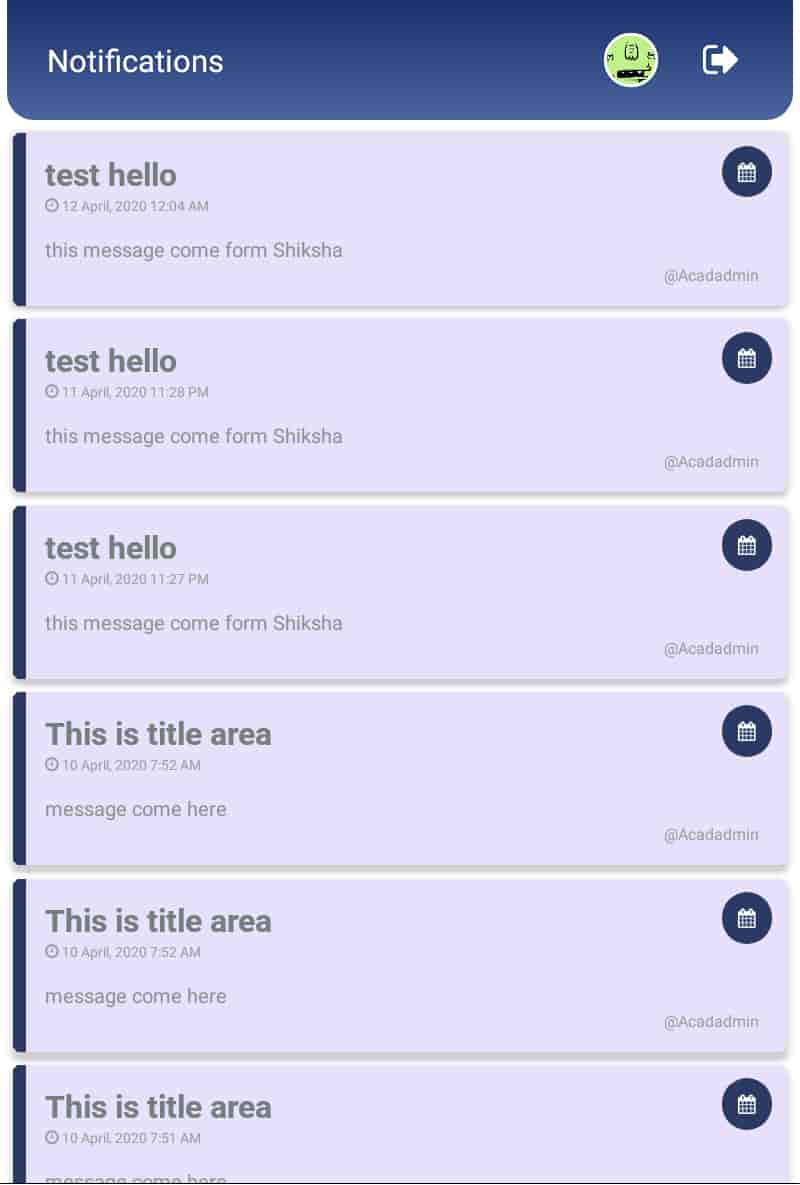 Notifications
test hello
12 April, 2020 12:04 AM
this message come form Shiksha
@Acadadmin
test hello
11 April, 2020 11:28 PM
this message come form Shiksha
@Acadadmin
test hello
11 April, 2020 11:27 PM
this message come form Shiksha
@Acadadmin
This is title area
10 April, 2020 7:52 AM
message come here
@Acadadmin
This is title area
10 April, 2020 7:52 AM
message come here
@Acadadmin
This is title area
10 April, 2020 7:51 AM
message come here